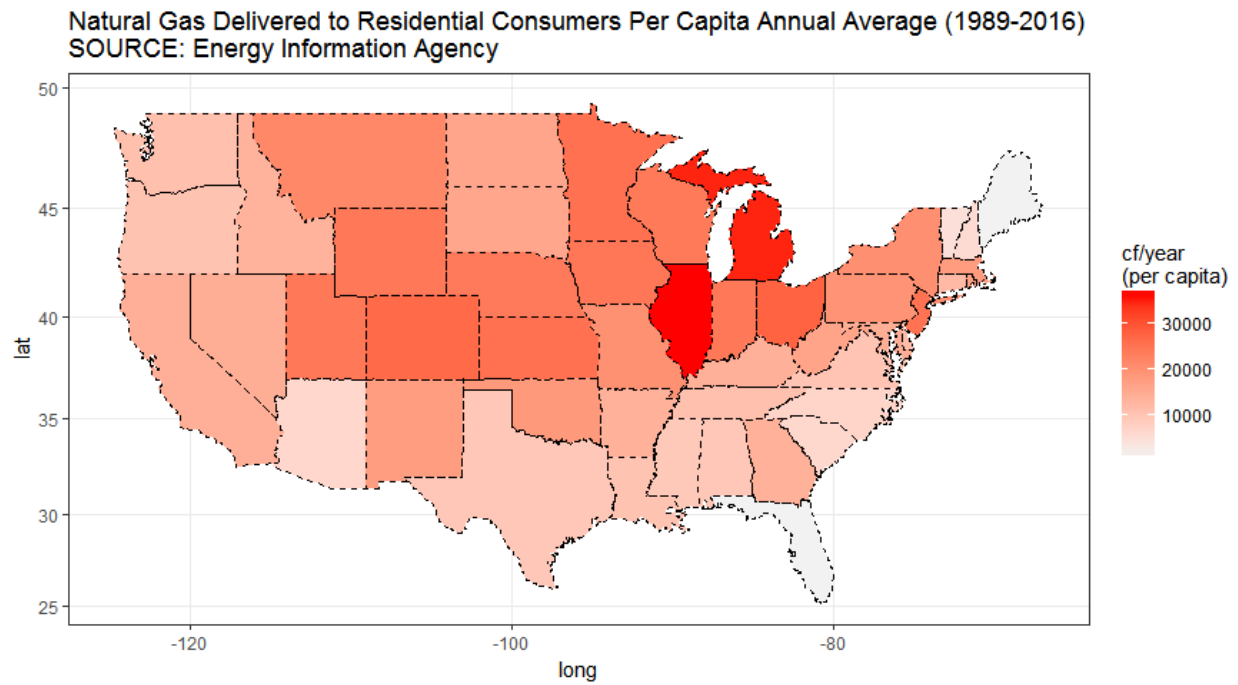 Natural Gas Delivered to Residential Consumers Per Capita Annual Average (1989-2016)
SOURCE: Energy Information Agency
50
45
40
35
30
25
lat
-120
-100
-80
long
cf/year
(per capita)
30000
20000
10000